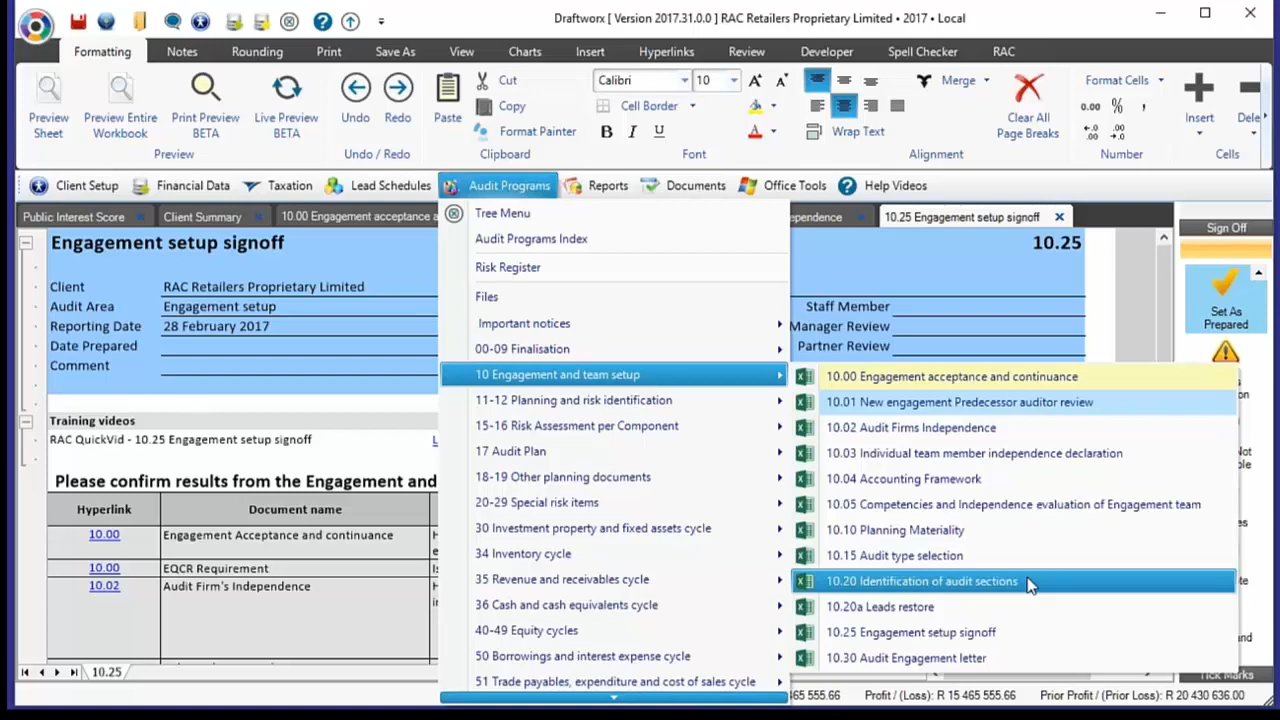 Draftworx [ Version 2017.31.0.0 ] RAC Retailers Proprietary Limited • 2017 • Local
Formatting Notes Rounding Print Save As View Charts Insert Hyperlinks Review Developer Spell Checker RAC
Preview Sheet
Preview Entire Workbook
Print Preview BETA
Live Preview BETA
Preview
Undo
Redo
Undo / Redo
Paste
Cut
Copy
Format Painter
Clipboard
Calibri 10
Cell Border
B I U
Font
Merge
Wrap Text
Alignment
Clear All Page Breaks
Format Cells
0.00 % ,
Number
Insert
Dele
Cells
Client Setup Financial Data Taxation Lead Schedules Audit Programs Reports Documents Office Tools Help Videos
Public Interest Score Client Summary 10.00 Engagement acceptance a pendence 10.25 Engagement setup signoff
Engagement setup signoff 10.25
Client RAC Retailers Proprietary Limited
Audit Area Engagement setup Staff Member
Reporting Date 28 February 2017 Manager Review
Date Prepared Partner Review
Comment
Training videos
RAC QuickVid - 10.25 Engagement setup signoff
Please confirm results from the Engagement and
Hyperlink Document name
10.00 Engagement Acceptance and continuance
10.00 EQCR Requirement
10.02 Audit Firm's Independence
10.25
Tree Menu
Audit Programs Index
Risk Register
Files
Important notices
00-09 Finalisation
10 Engagement and team setup
11-12 Planning and risk identification
15-16 Risk Assessment per Component
17 Audit Plan
18-19 Other planning documents
20-29 Special risk items
30 Investment property and fixed assets cycle
34 Inventory cycle
35 Revenue and receivables cycle
36 Cash and cash equivalents cycle
40-49 Equity cycles
50 Borrowings and interest expense cycle
51 Trade payables, expenditure and cost of sales cycle
10.00 Engagement acceptance and continuance
10.01 New engagement Predecessor auditor review
10.02 Audit Firms Independence
10.03 Individual team member independence declaration
10.04 Accounting Framework
10.05 Competencies and Independence evaluation of Engagement team
10.10 Planning Materiality
10.15 Audit type selection
10.20 Identification of audit sections
10.20a Leads restore
10.25 Engagement setup signoff
10.30 Audit Engagement letter
Sign Off
Set As Prepared
Tick Marks
465 555.66 Profit / (Loss): R 15 465 555.66 Prior Profit / (Prior Loss): R 20 430 636.00